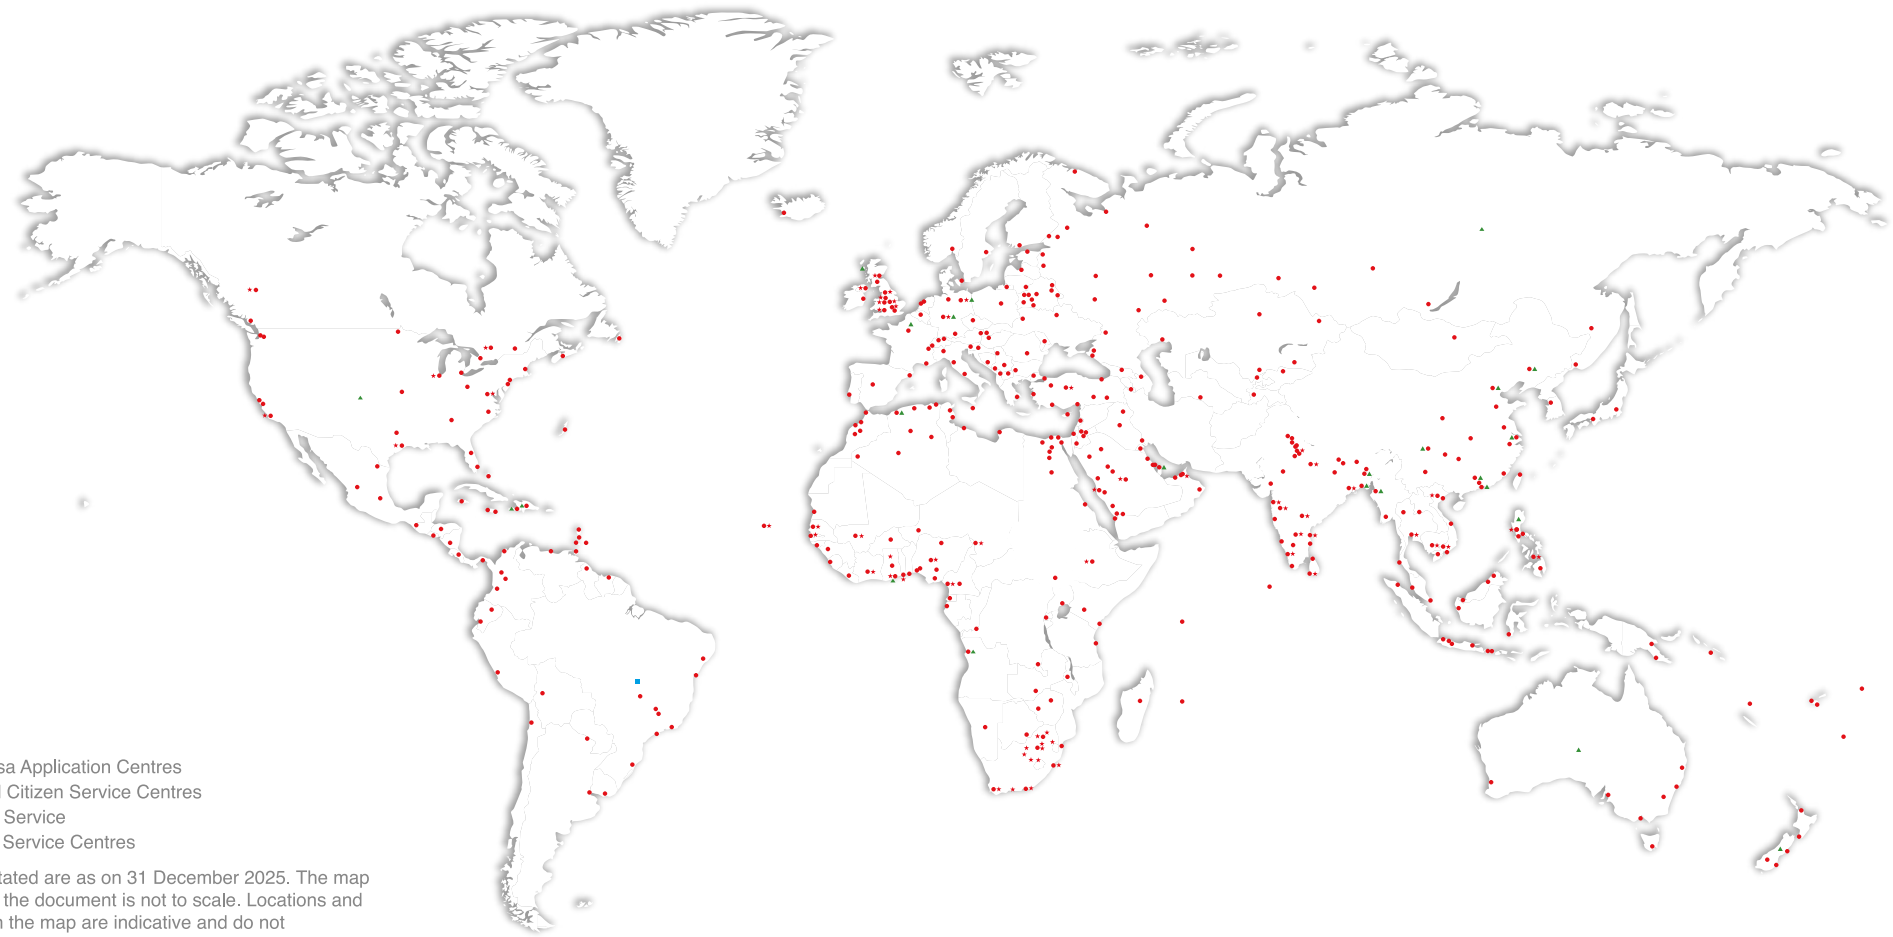 sa Application Centres
Citizen Service Centres
Service
Service Centres
tated are as on 31 December 2025. The map
the document is not to scale. Locations and
the map are indicative and do not